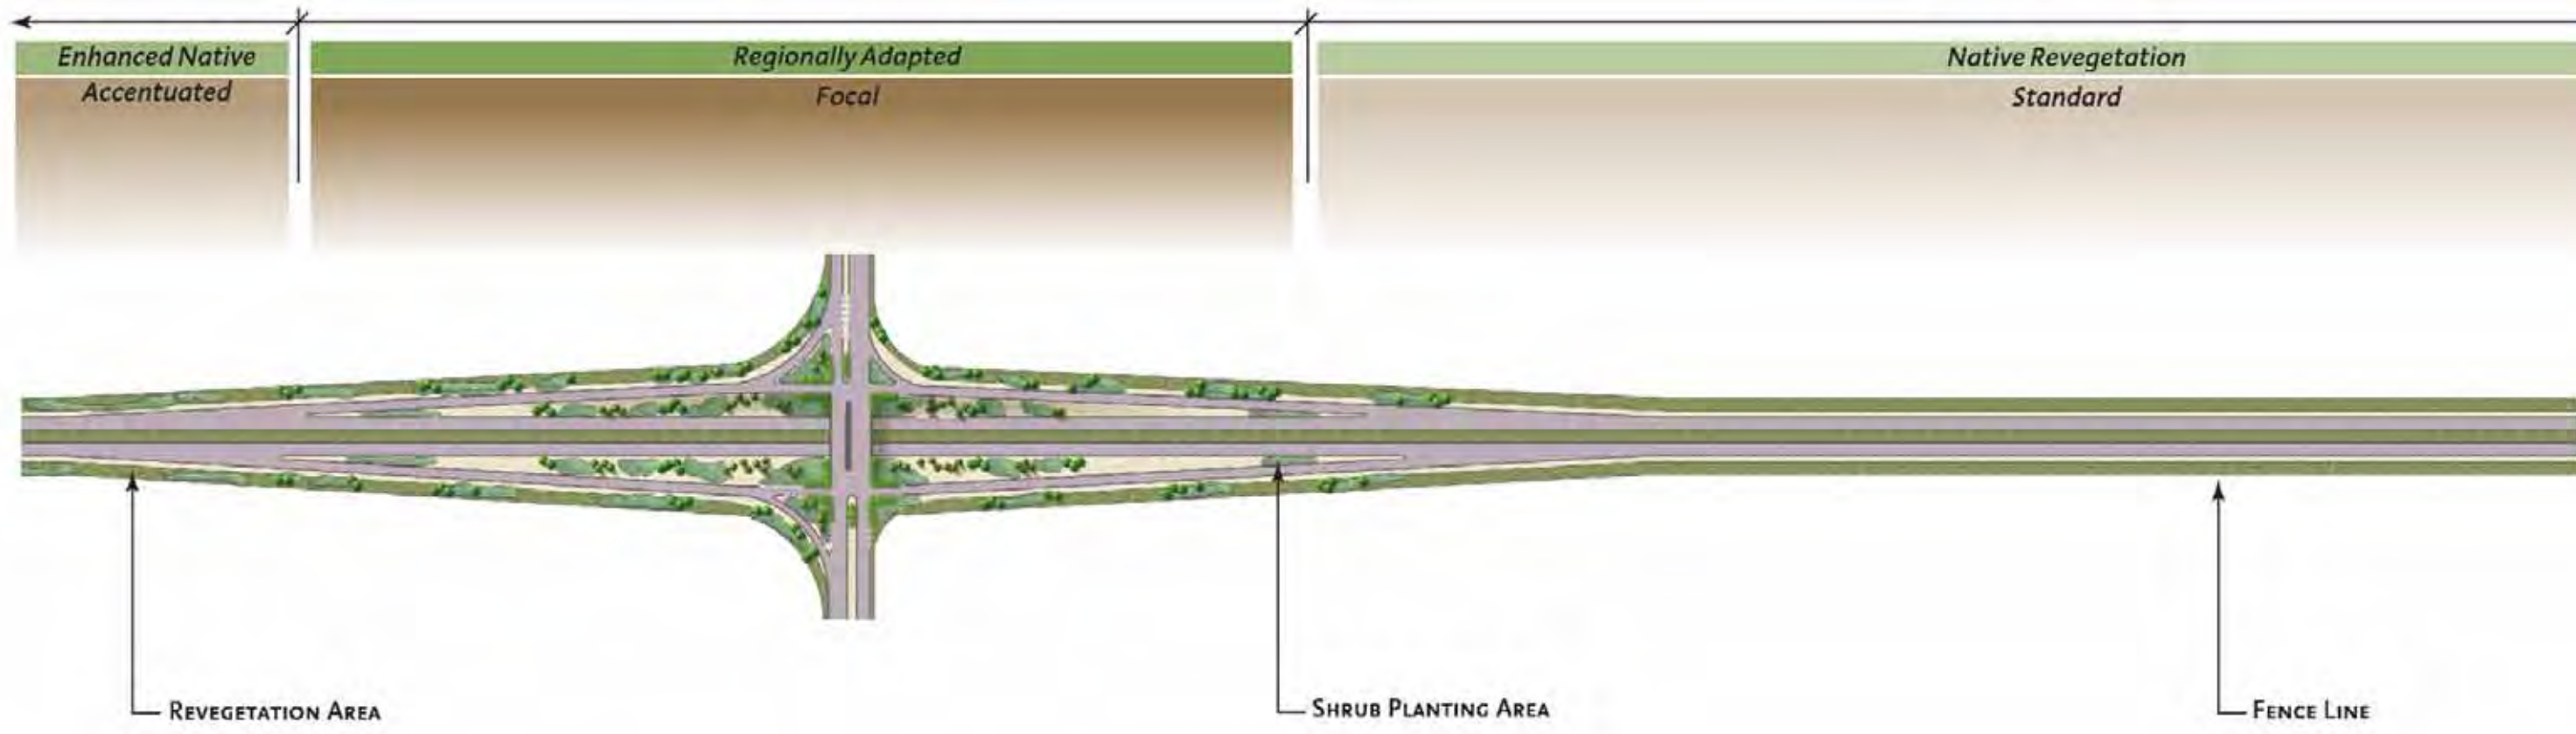 Enhanced Native
Regionally Adapted
Native Revegetation
Accentuated
Focal
Standard
Revegetation Area
Shrub Planting Area
Fence Line